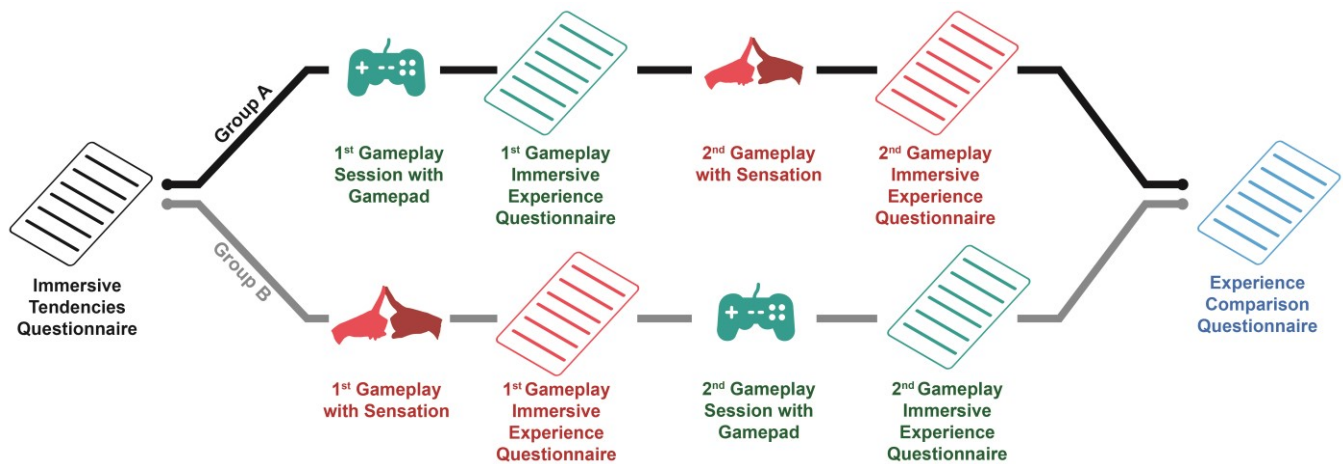 Immersive
Tendencies
Questionnaire
Group A
1st Gameplay
Session with
Gamepad
1st Gameplay
Immersive
Experience
Questionnaire
2nd Gameplay
with Sensation
2nd Gameplay
Immersive
Experience
Questionnaire
Group B
1st Gameplay
with Sensation
1st Gameplay
Immersive
Experience
Questionnaire
2nd Gameplay
Session with
Gamepad
2nd Gameplay
Immersive
Experience
Questionnaire
Experience
Comparison
Questionnaire